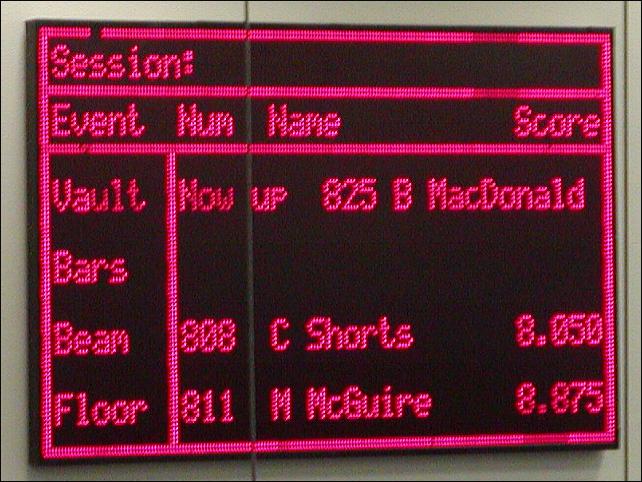 Session:
Event Num Name Score
Vault Now up 825 B MacDonald
Bars
Beam 808 C Shorts 8.050
Floor 811 M McGuire 8.875